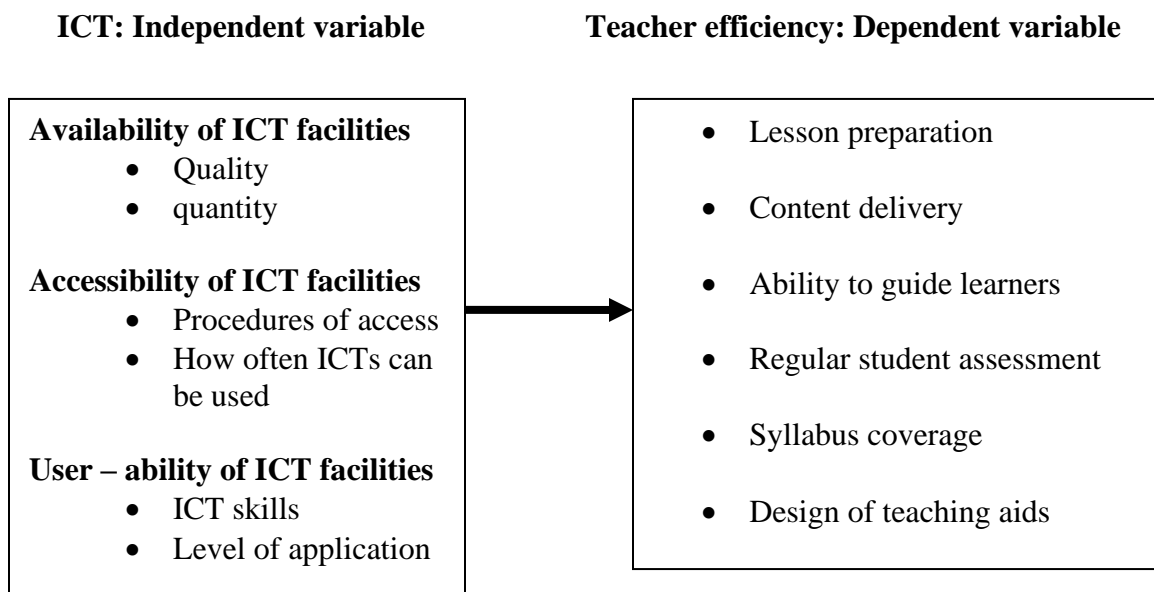 ICT: Independent variable
Teacher efficiency: Dependent variable
Availability of ICT facilities
• Quality
• quantity
Accessibility of ICT facilities
• Procedures of access
• How often ICTs can
be used
User – ability of ICT facilities
• ICT skills
• Level of application
• Lesson preparation
• Content delivery
• Ability to guide learners
• Regular student assessment
• Syllabus coverage
• Design of teaching aids